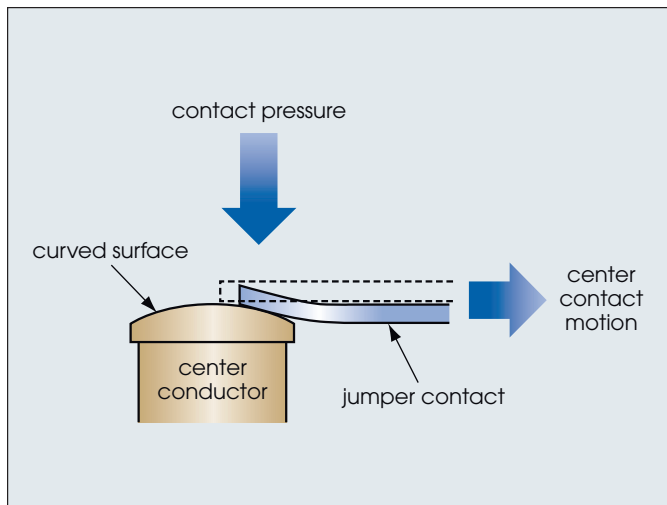 contact pressure
curved surface
center
contact
motion
center
conductor
jumper contact